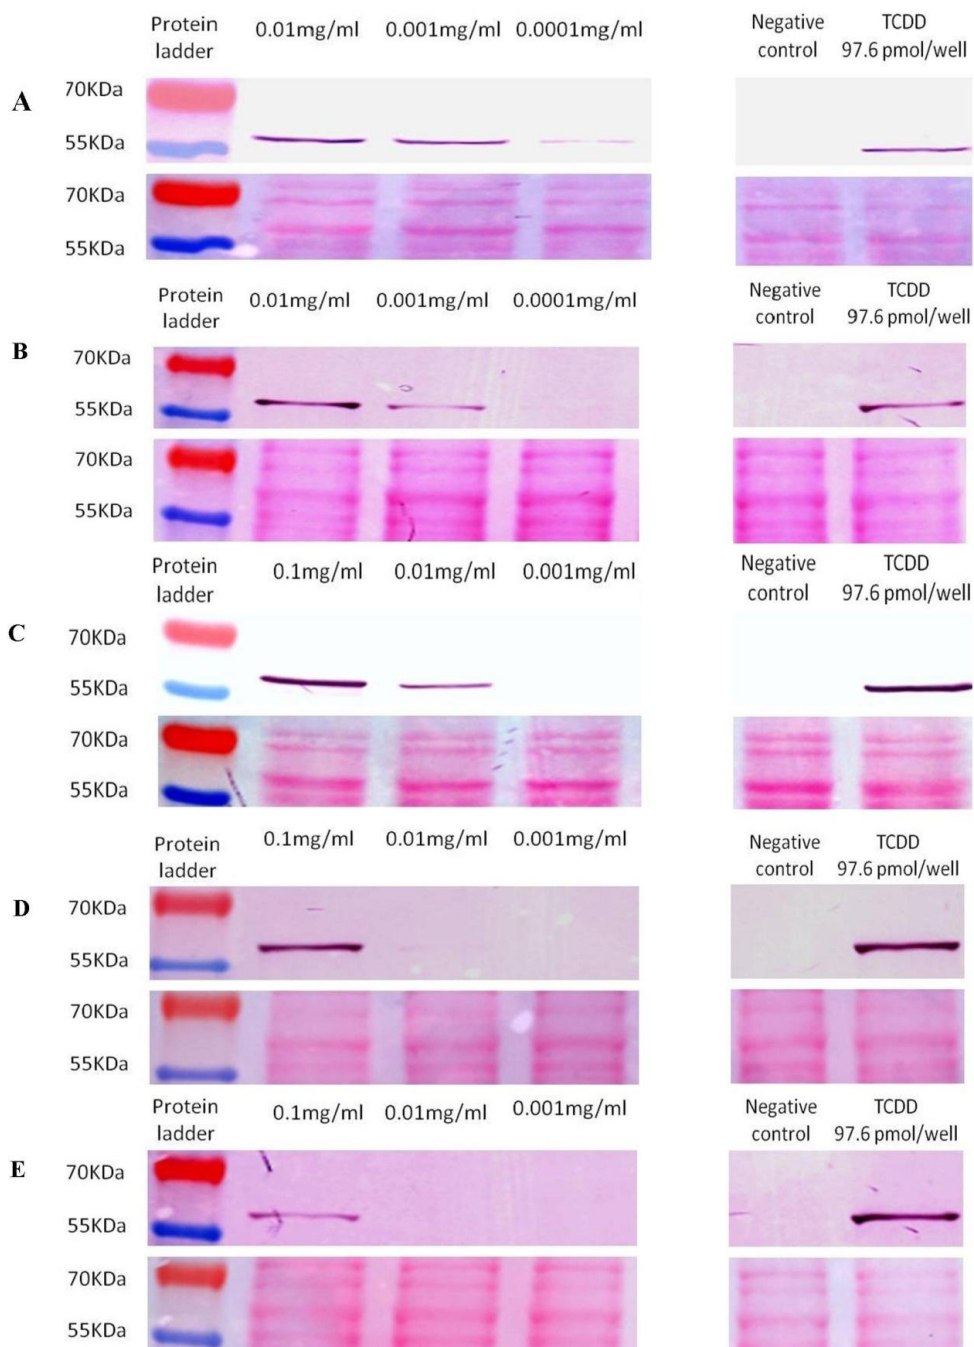 Protein
ladder
0.01mg/ml
0.001mg/ml
0.0001mg/ml
Negative
control
TCDD
97.6 pmol/well
A
70KDa
55KDa
70KDa
55KDa
Protein
ladder
0.01mg/ml
0.001mg/ml
0.0001mg/ml
Negative
control
TCDD
97.6 pmol/well
B
70KDa
55KDa
70KDa
55KDa
Protein
ladder
0.1mg/ml
0.01mg/ml
0.001mg/ml
Negative
control
TCDD
97.6 pmol/well
C
70KDa
55KDa
70KDa
55KDa
Protein
ladder
0.1mg/ml
0.01mg/ml
0.001mg/ml
Negative
control
TCDD
97.6 pmol/well
D
70KDa
55KDa
70KDa
55KDa
Protein
ladder
0.1mg/ml
0.01mg/ml
0.001mg/ml
Negative
control
TCDD
97.6 pmol/well
E
70KDa
55KDa
70KDa
55KDa